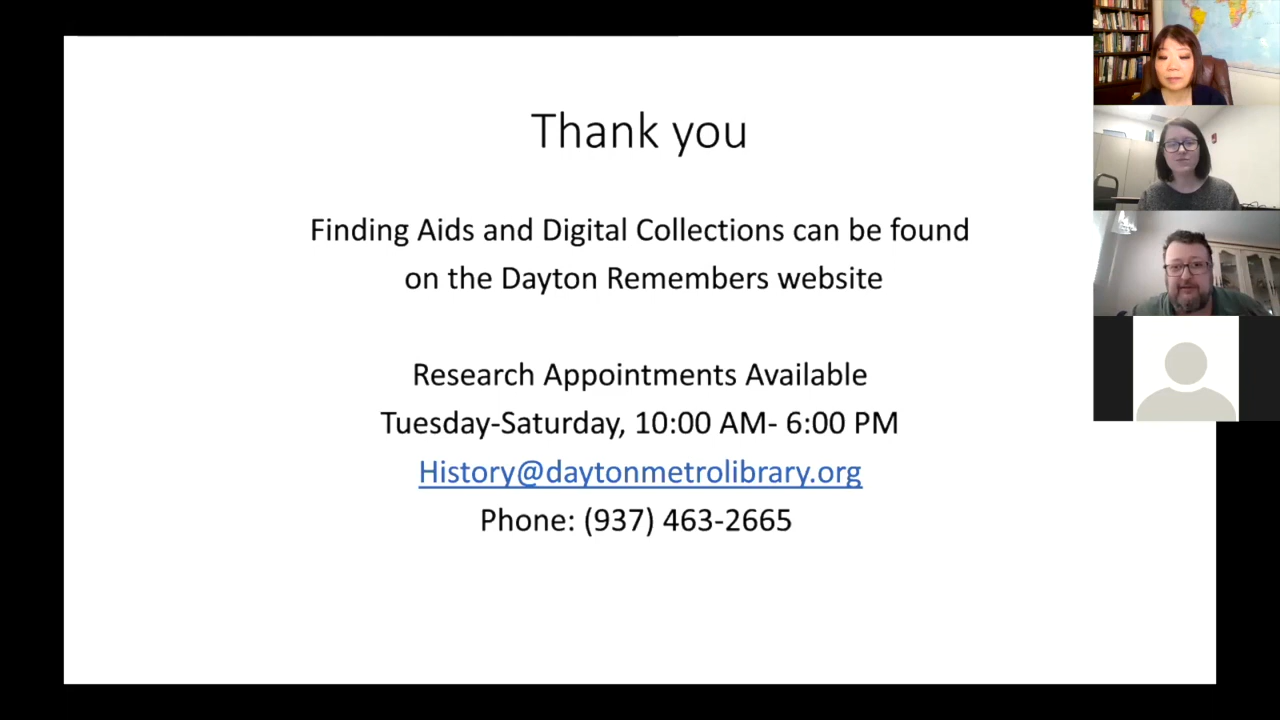 Thank you
Finding Aids and Digital Collections can be found
on the Dayton Remembers website
Research Appointments Available
Tuesday-Saturday, 10:00 AM- 6:00 PM
History@daytonmetrolibrary.org
Phone: (937) 463-2665